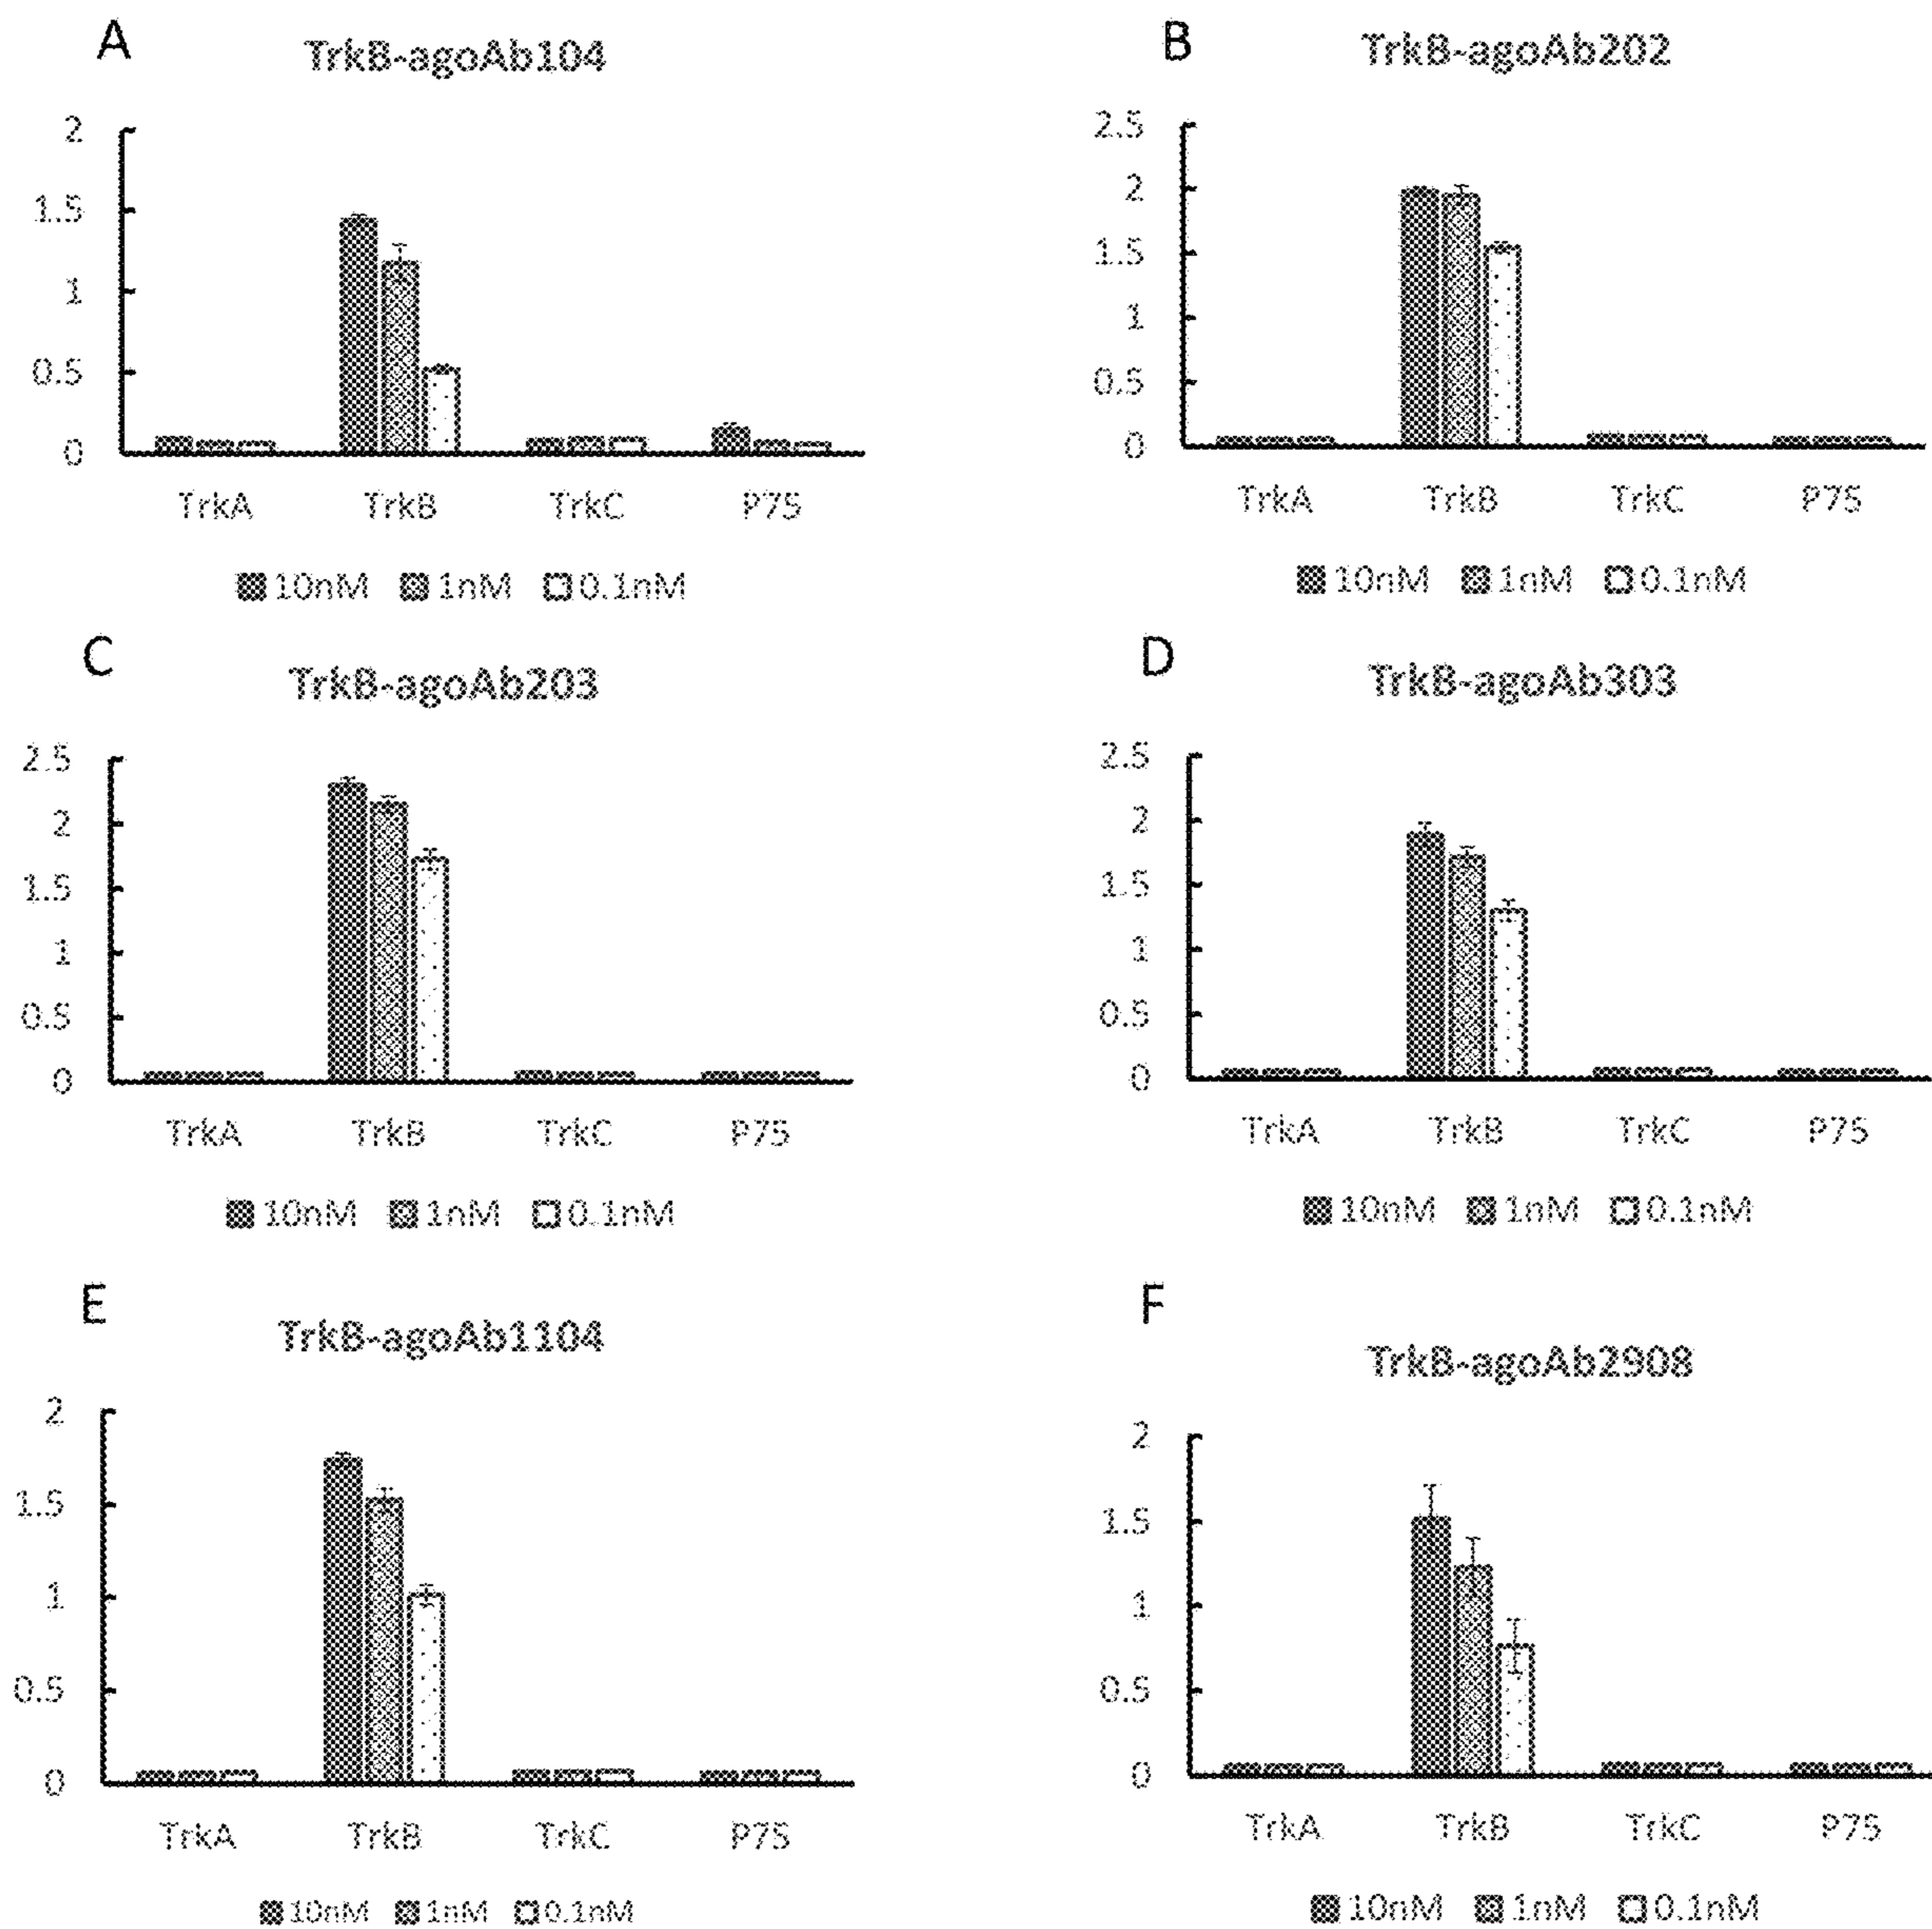 A
TrkB-agoAb104
2
1.5
1
0.5
0
TrkA TrkB TrkC P75
10nM 1nM 0.1nM
B
TrkB-agoAb202
2.5
2
1.5
1
0.5
0
TrkA TrkB TrkC P75
10nM 1nM 0.1nM
C
TrkB-agoAb203
2.5
2
1.5
1
0.5
0
TrkA TrkB TrkC P75
10nM 1nM 0.1nM
D
TrkB-agoAb303
2.5
2
1.5
1
0.5
0
TrkA TrkB TrkC P75
10nM 1nM 0.1nM
E
TrkB-agoAb1104
2
1.5
1
0.5
0
TrkA TrkB TrkC P75
10nM 1nM 0.1nM
F
TrkB-agoAb2908
2
1.5
1
0.5
0
TrkA TrkB TrkC P75
10nM 1nM 0.1nM